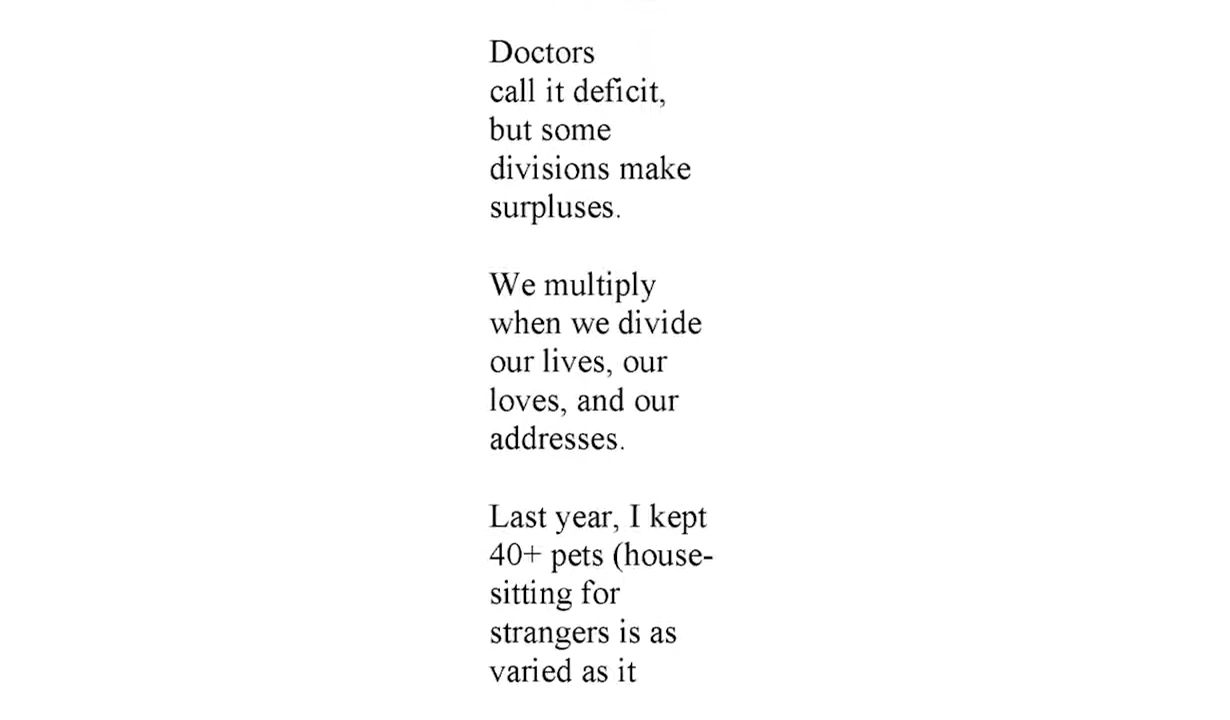 Doctors
call it deficit,
but some
divisions make
surpluses.
We multiply
when we divide
our lives, our
loves, and our
addresses.
Last year, I kept
40+ pets (house-
sitting for
strangers is as
varied as it